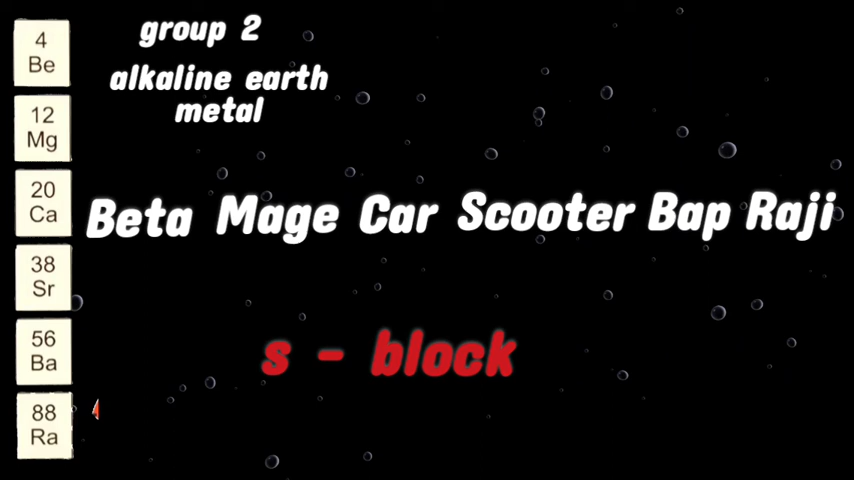 4
Be
12
Mg
20
Ca
38
Sr
56
Ba
88
Ra
group 2
alkaline earth
metal
Beta Mage Car Scooter Bap Raji
s - block